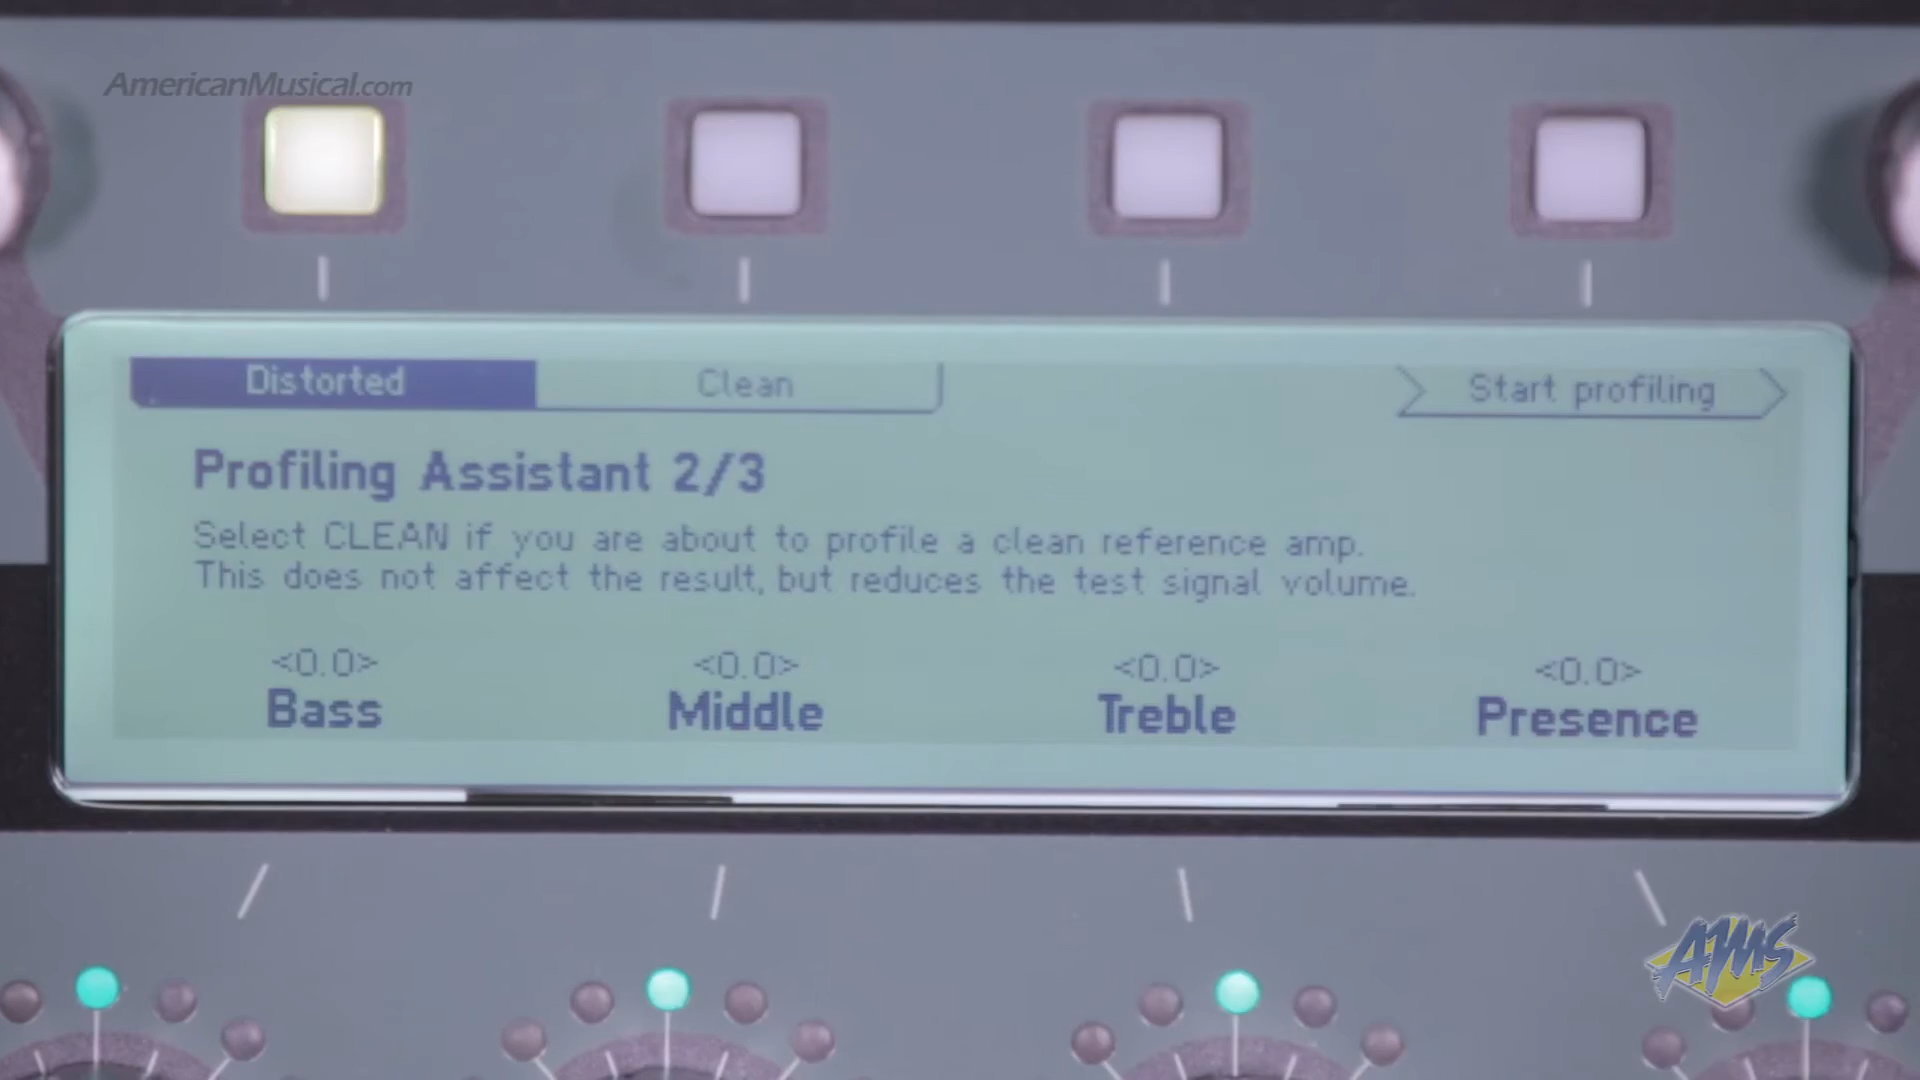 AmericanMusical.com
Distorted Clean Start profiling
Profiling Assistant 2/3
Select CLEAN if you are about to profile a clean reference amp.
This does not affect the result, but reduces the test signal volume.
<0.0> <0.0> <0.0> <0.0>
Bass Middle Treble Presence
AMS